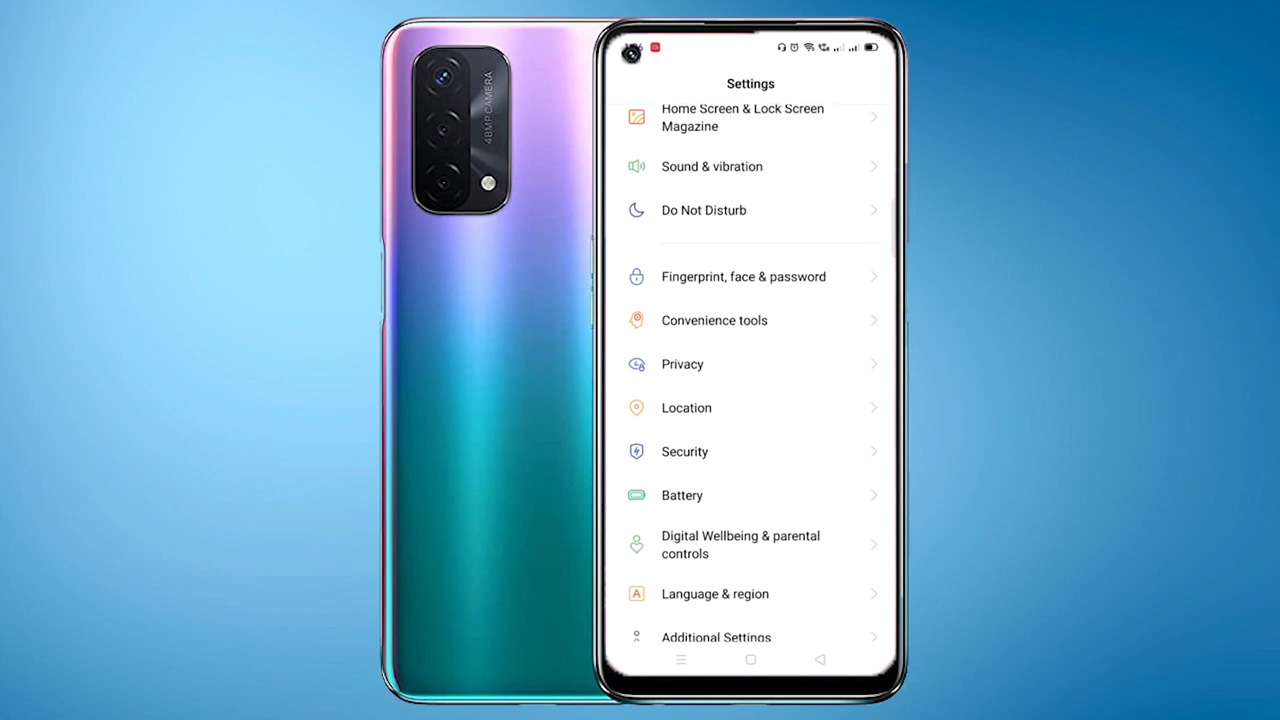 48MP CAMERA
Settings
Home Screen & Lock Screen
Magazine
Sound & vibration
Do Not Disturb
Fingerprint, face & password
Convenience tools
Privacy
Location
Security
Battery
Digital Wellbeing & parental
controls
A
Language & region
Additional Settings